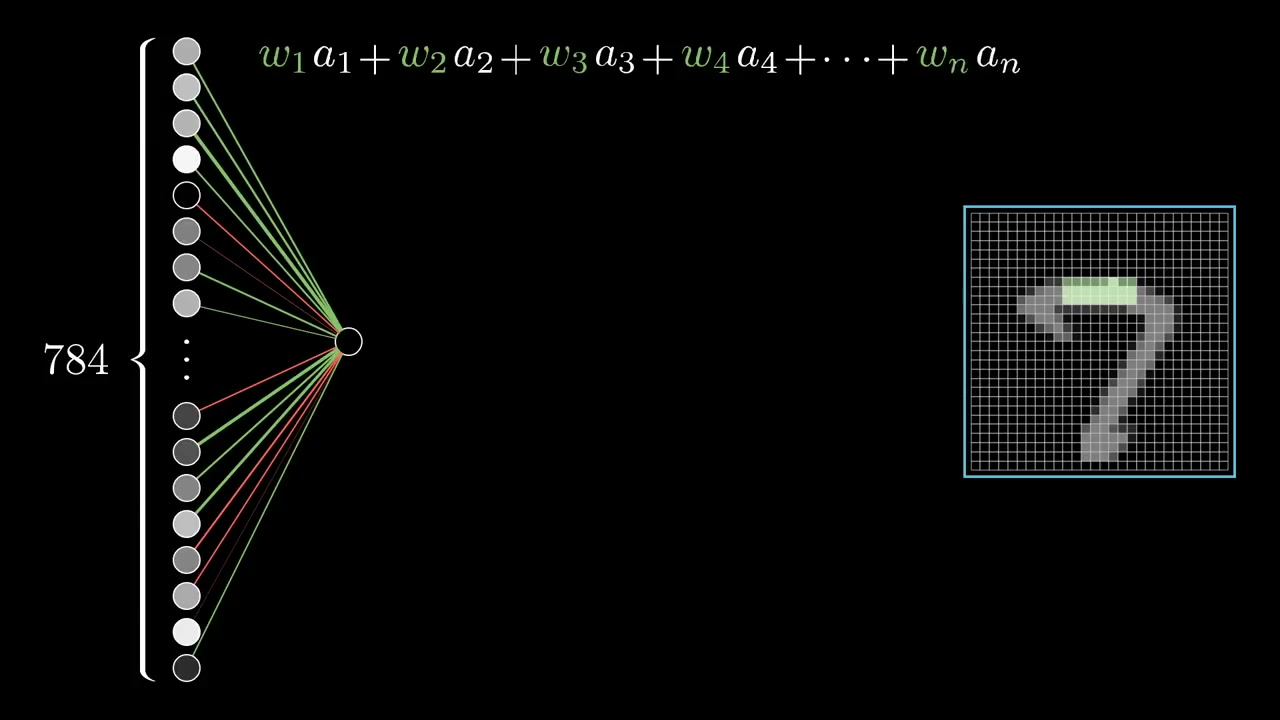 w₁a₁ + w₂a₂ + w₃a₃ + w₄a₄ + ··· + wₙaₙ
784